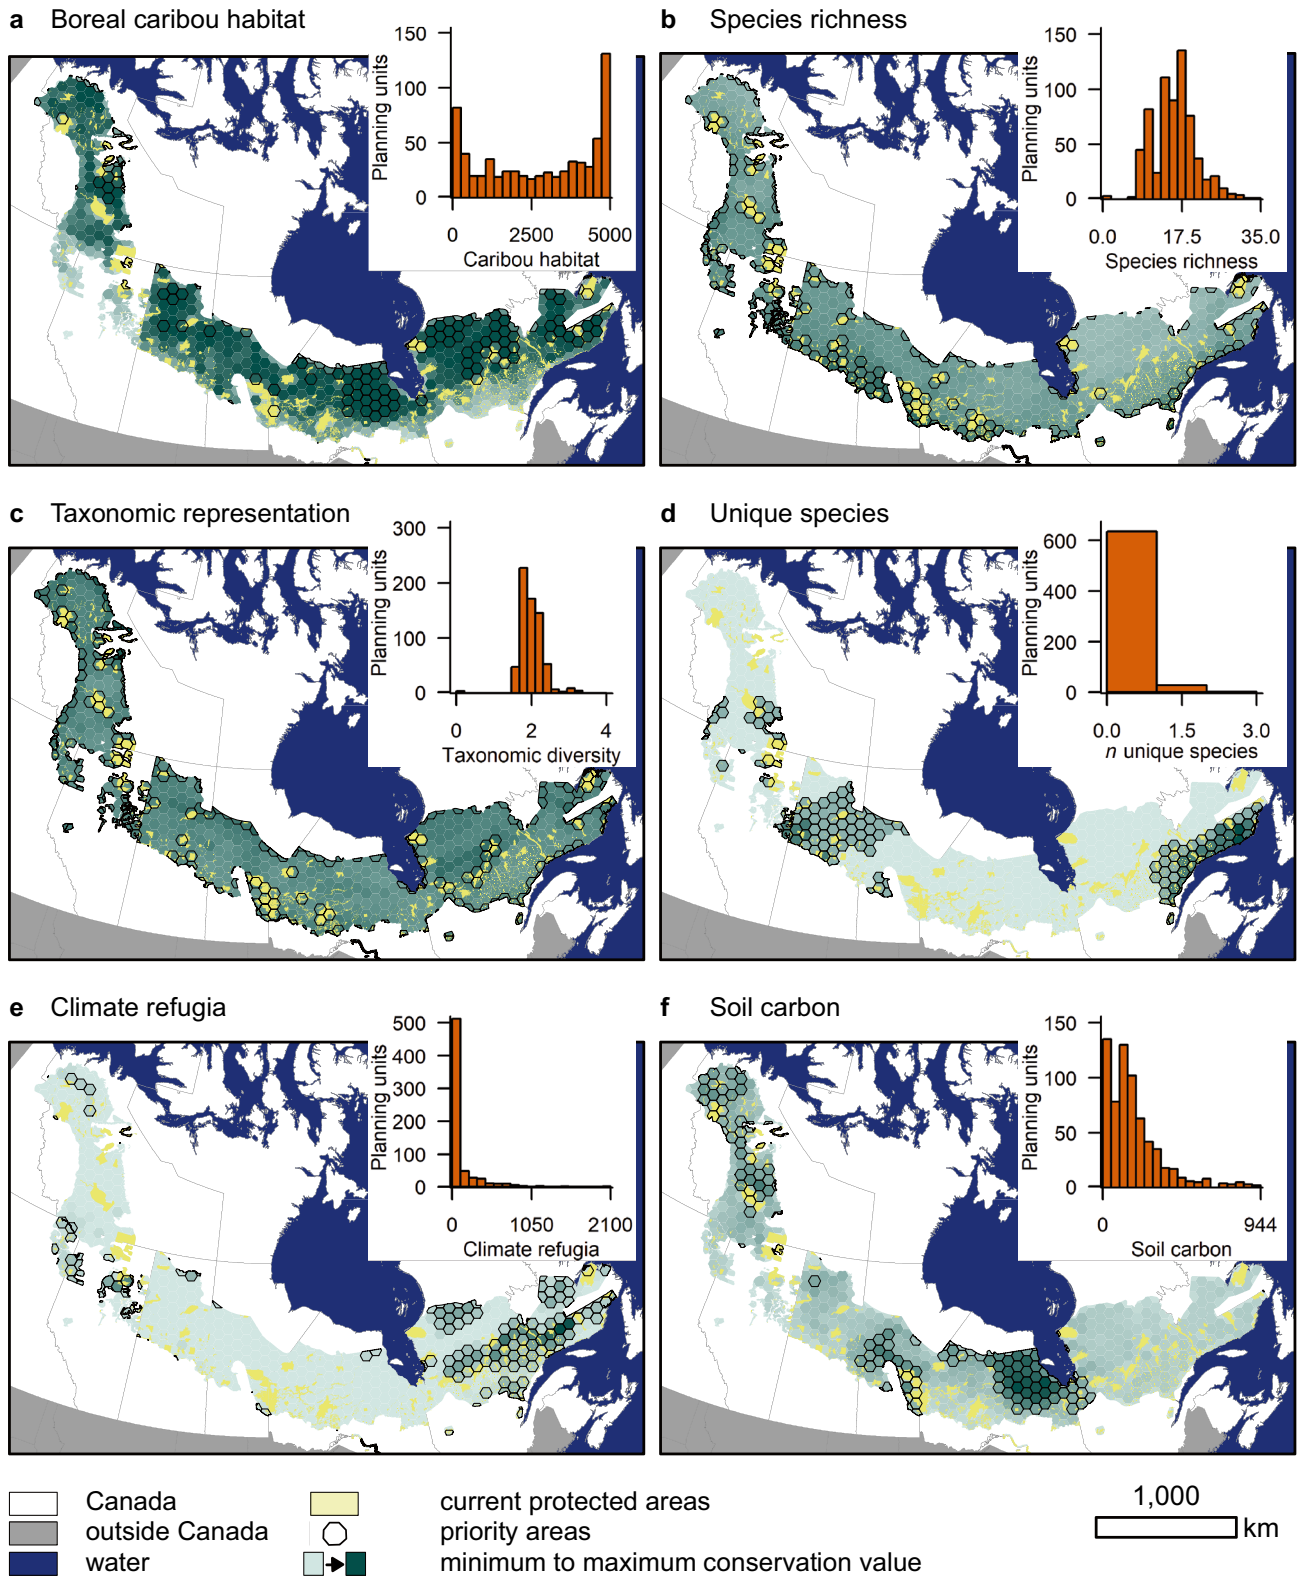 a Boreal caribou habitat
150
100
50
0
Planning units
0 2500 5000
Caribou habitat
b Species richness
150
100
50
0
Planning units
0.0 17.5 35.0
Species richness
c Taxonomic representation
300
200
100
0
Planning units
0 2 4
Taxonomic diversity
d Unique species
600
400
200
0
Planning units
0.0 1.5 3.0
n unique species
e Climate refugia
500
400
300
200
100
0
Planning units
0 1050 2100
Climate refugia
f Soil carbon
150
100
50
0
Planning units
0 944
Soil carbon
Canada
outside Canada
water
current protected areas
priority areas
minimum to maximum conservation value
1,000
km